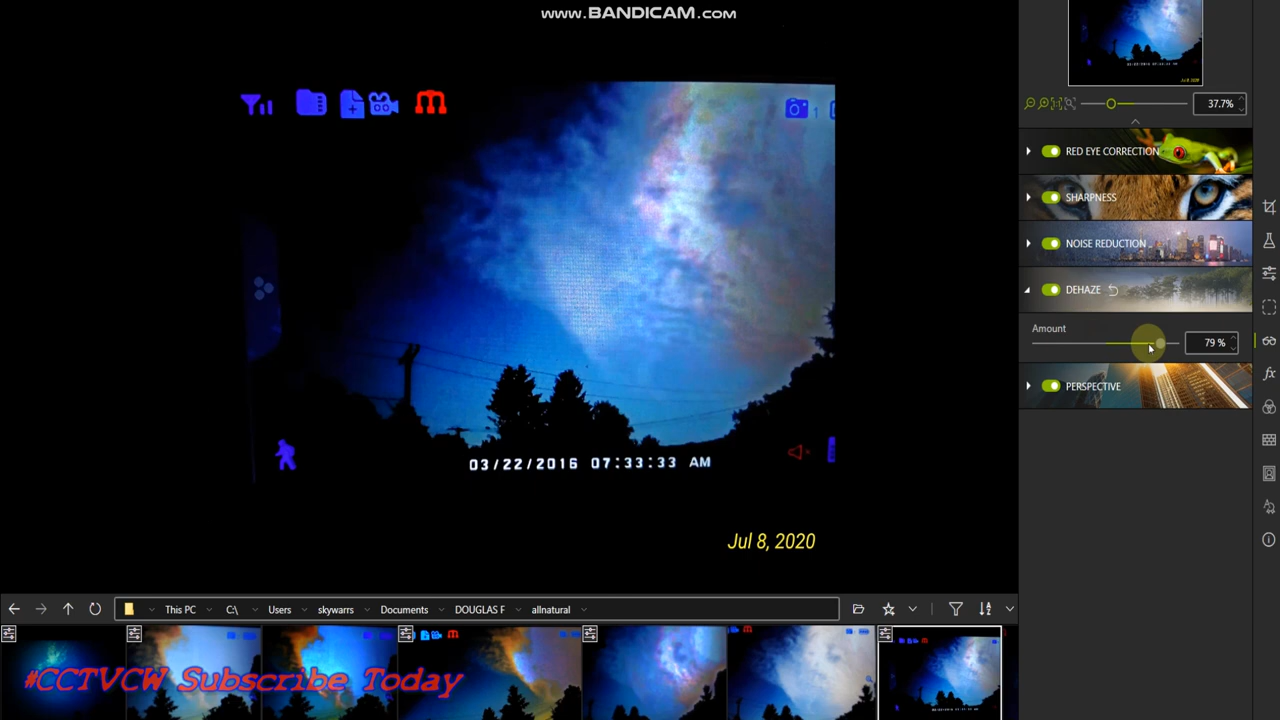 www.BANDICAM.com
37.7%
1
RED EYE CORRECTION
SHARPNESS
NOISE REDUCTION
DEHAZE
Amount
79 %
PERSPECTIVE
03/22/2016 07:33:33 AM
Jul 8, 2020
This PC C:\ Users skywarrs Documents DOUGLAS F allnatural
#CCTVCW Subscribe Today